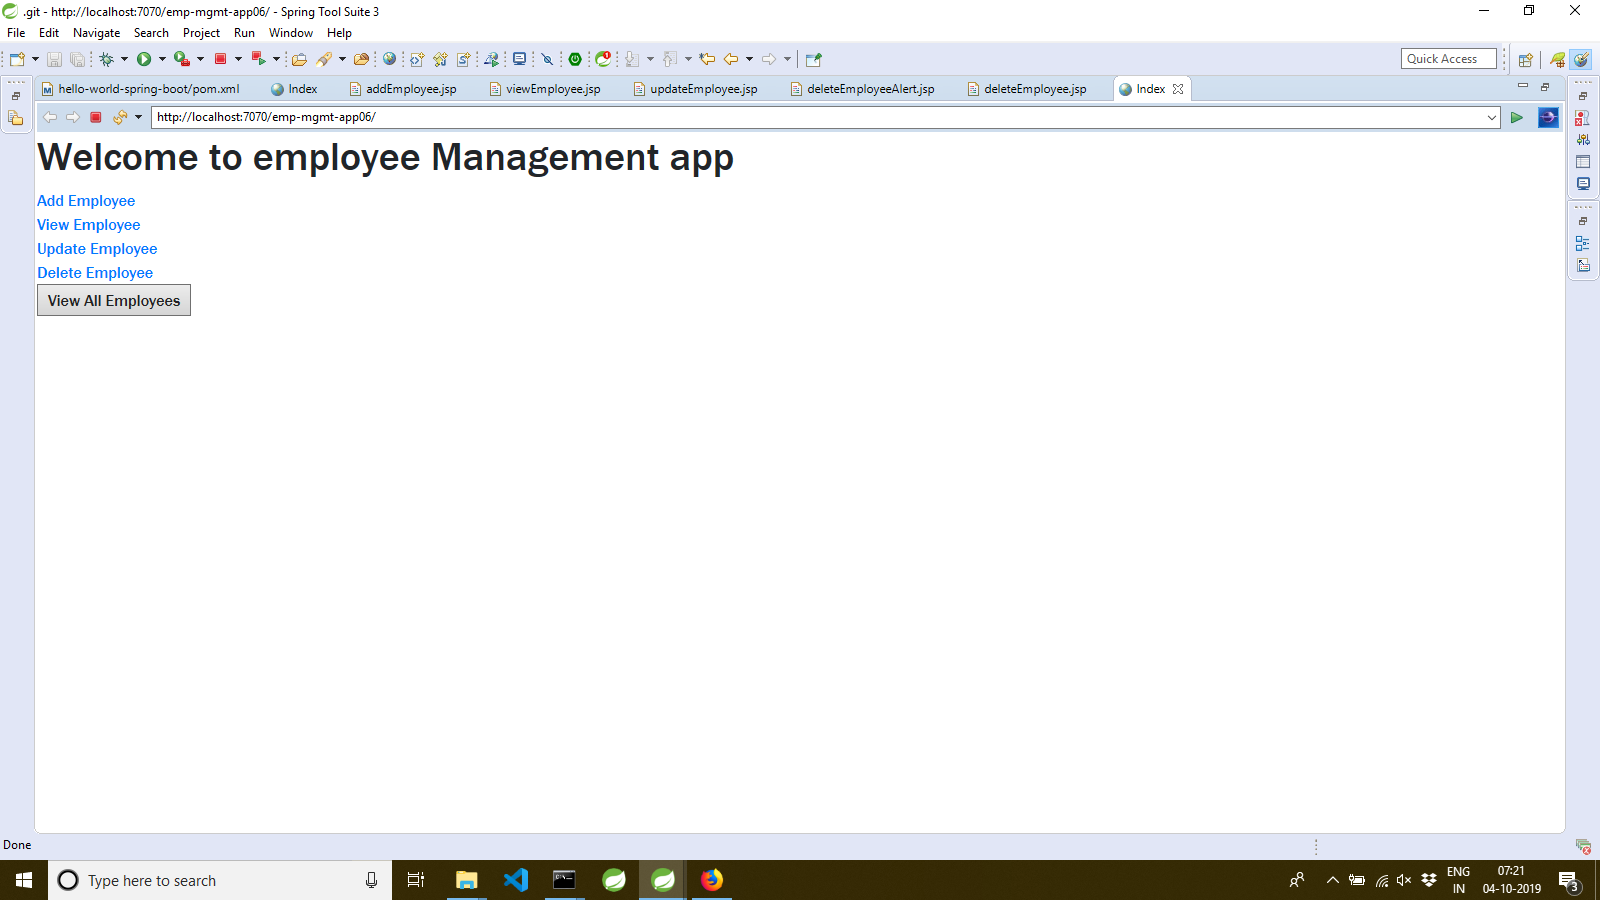 .git - http://localhost:7070/emp-mgmt-app06/ - Spring Tool Suite 3
File Edit Navigate Search Project Run Window Help
Quick Access
hello-world-spring-boot/pom.xml Index addEmployee.jsp viewEmployee.jsp updateEmployee.jsp deleteEmployeeAlert.jsp deleteEmployee.jsp Index
http://localhost:7070/emp-mgmt-app06/
Welcome to employee Management app
Add Employee
View Employee
Update Employee
Delete Employee
View All Employees
Done
Type here to search
ENG
IN
07:21
04-10-2019
3